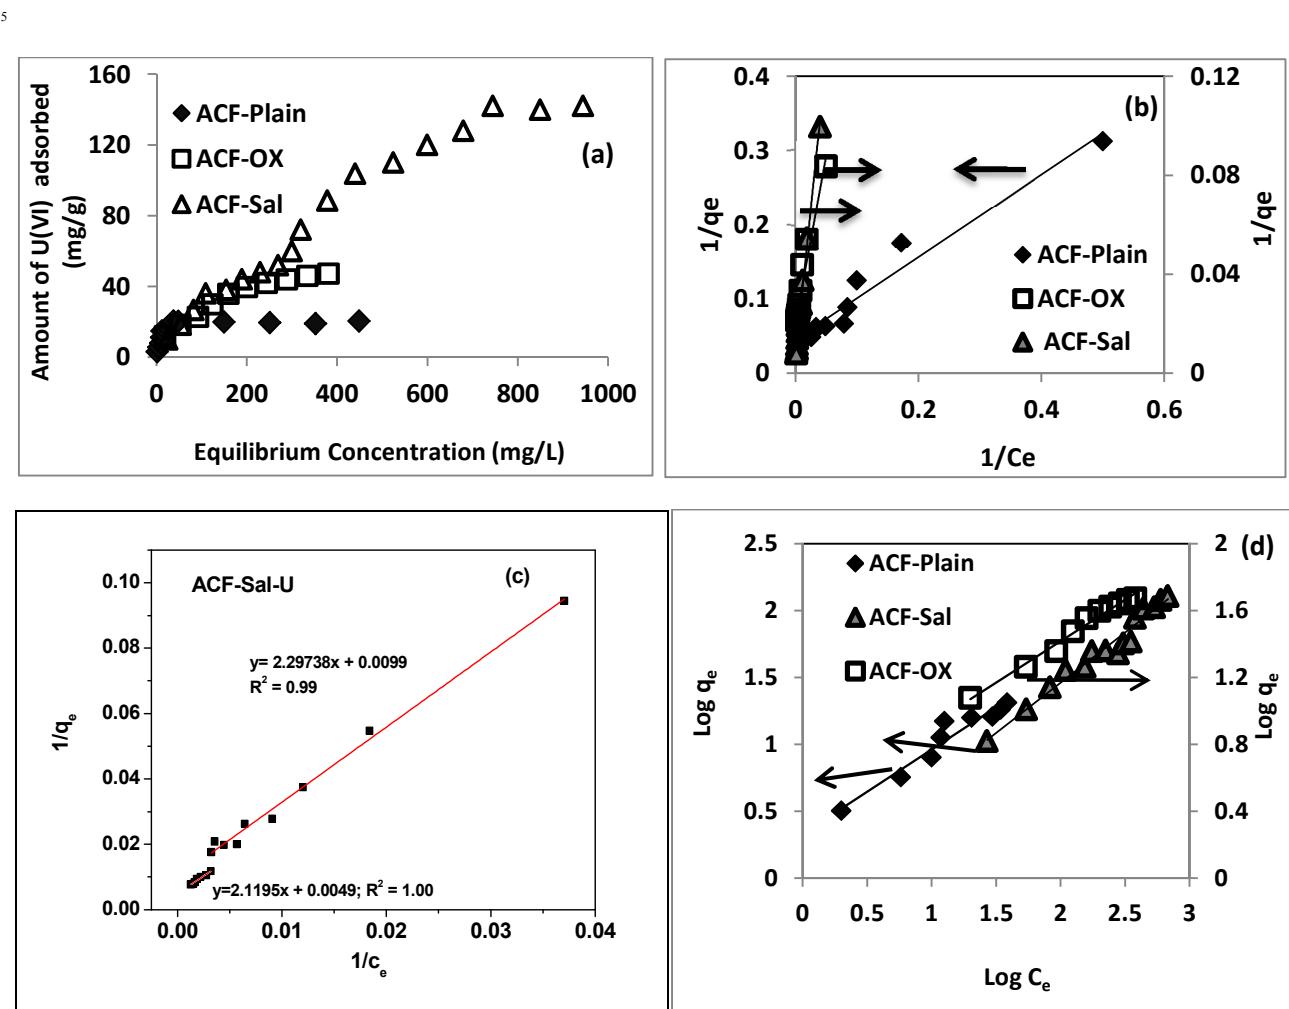 5
160
120
80
40
0
0
200
400
600
800
1000
Amount of U(VI) adsorbed
(mg/g)
Equilibrium Concentration (mg/L)
ACF-Plain
ACF-OX
ACF-Sal
(a)
0.4
0.3
0.2
0.1
0
0
0.2
0.4
0.6
0.12
0.08
0.04
0
1/qe
1/Ce
1/qe
(b)
ACF-Plain
ACF-OX
ACF-Sal
ACF-Sal-U
(c)
0.10
0.08
0.06
0.04
0.02
0.00
0.00
0.01
0.02
0.03
0.04
y= 2.29738x + 0.0099
R² = 0.99
y=2.1195x + 0.0049; R² = 1.00
1/qₑ
1/cₑ
2.5
2
1.5
1
0.5
0
0
0.5
1
1.5
2
2.5
3
2
1.6
1.2
0.8
0.4
0
(d)
ACF-Plain
ACF-Sal
ACF-OX
Log qₑ
Log qₑ
Log Cₑ